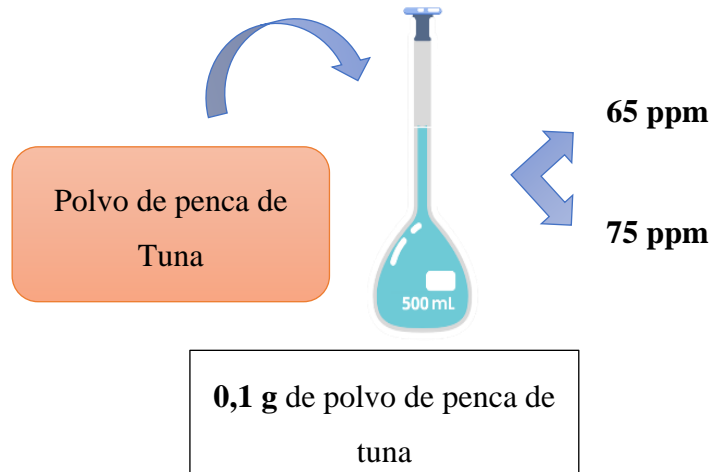 65 ppm
Polvo de penca de
Tuna
75 ppm
500 mL
0,1 g de polvo de penca de
tuna